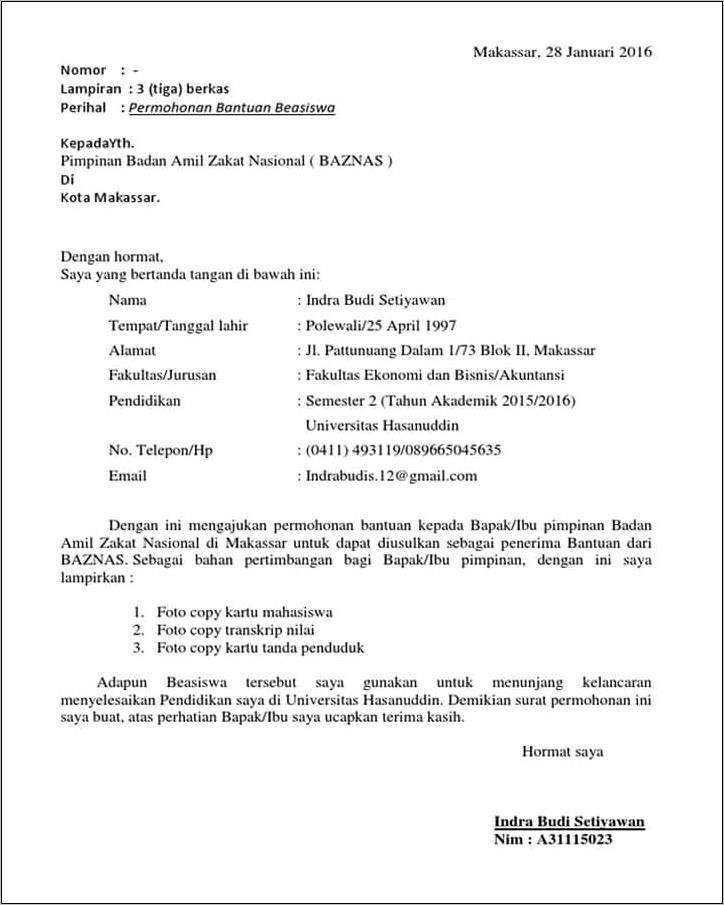 Makassar, 28 Januari 2016
Nomor : -
Lampiran : 3 (tiga) berkas
Perihal : Permohonan Bantuan Beasiswa
KepadaYth.
Pimpinan Badan Amil Zakat Nasional ( BAZNAS )
Di
Kota Makassar.
Dengan hormat,
Saya yang bertanda tangan di bawah ini:
Nama : Indra Budi Setiyawan
Tempat/Tanggal lahir : Polewali/25 April 1997
Alamat : Jl. Pattunuang Dalam 1/73 Blok II, Makassar
Fakultas/Jurusan : Fakultas Ekonomi dan Bisnis/Akuntansi
Pendidikan : Semester 2 (Tahun Akademik 2015/2016)
Universitas Hasanuddin
No. Telepon/Hp : (0411) 493119/089665045635
Email : Indrabudis.12@gmail.com
Dengan ini mengajukan permohonan bantuan kepada Bapak/Ibu pimpinan Badan
Amil Zakat Nasional di Makassar untuk dapat diusulkan sebagai penerima Bantuan dari
BAZNAS. Sebagai bahan pertimbangan bagi Bapak/Ibu pimpinan, dengan ini saya
lampirkan :
1. Foto copy kartu mahasiswa
2. Foto copy transkrip nilai
3. Foto copy kartu tanda penduduk
Adapun Beasiswa tersebut saya gunakan untuk menunjang kelancaran
menyelesaikan Pendidikan saya di Universitas Hasanuddin. Demikian surat permohonan ini
saya buat, atas perhatian Bapak/Ibu saya ucapkan terima kasih.
Hormat saya
Indra Budi Setiyawan
Nim : A31115023